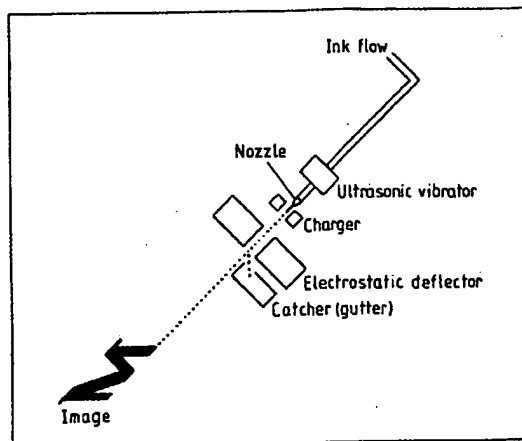 Ink flow
Nozzle
Ultrasonic vibrator
Charger
Electrostatic deflector
Catcher (gutter)
Image